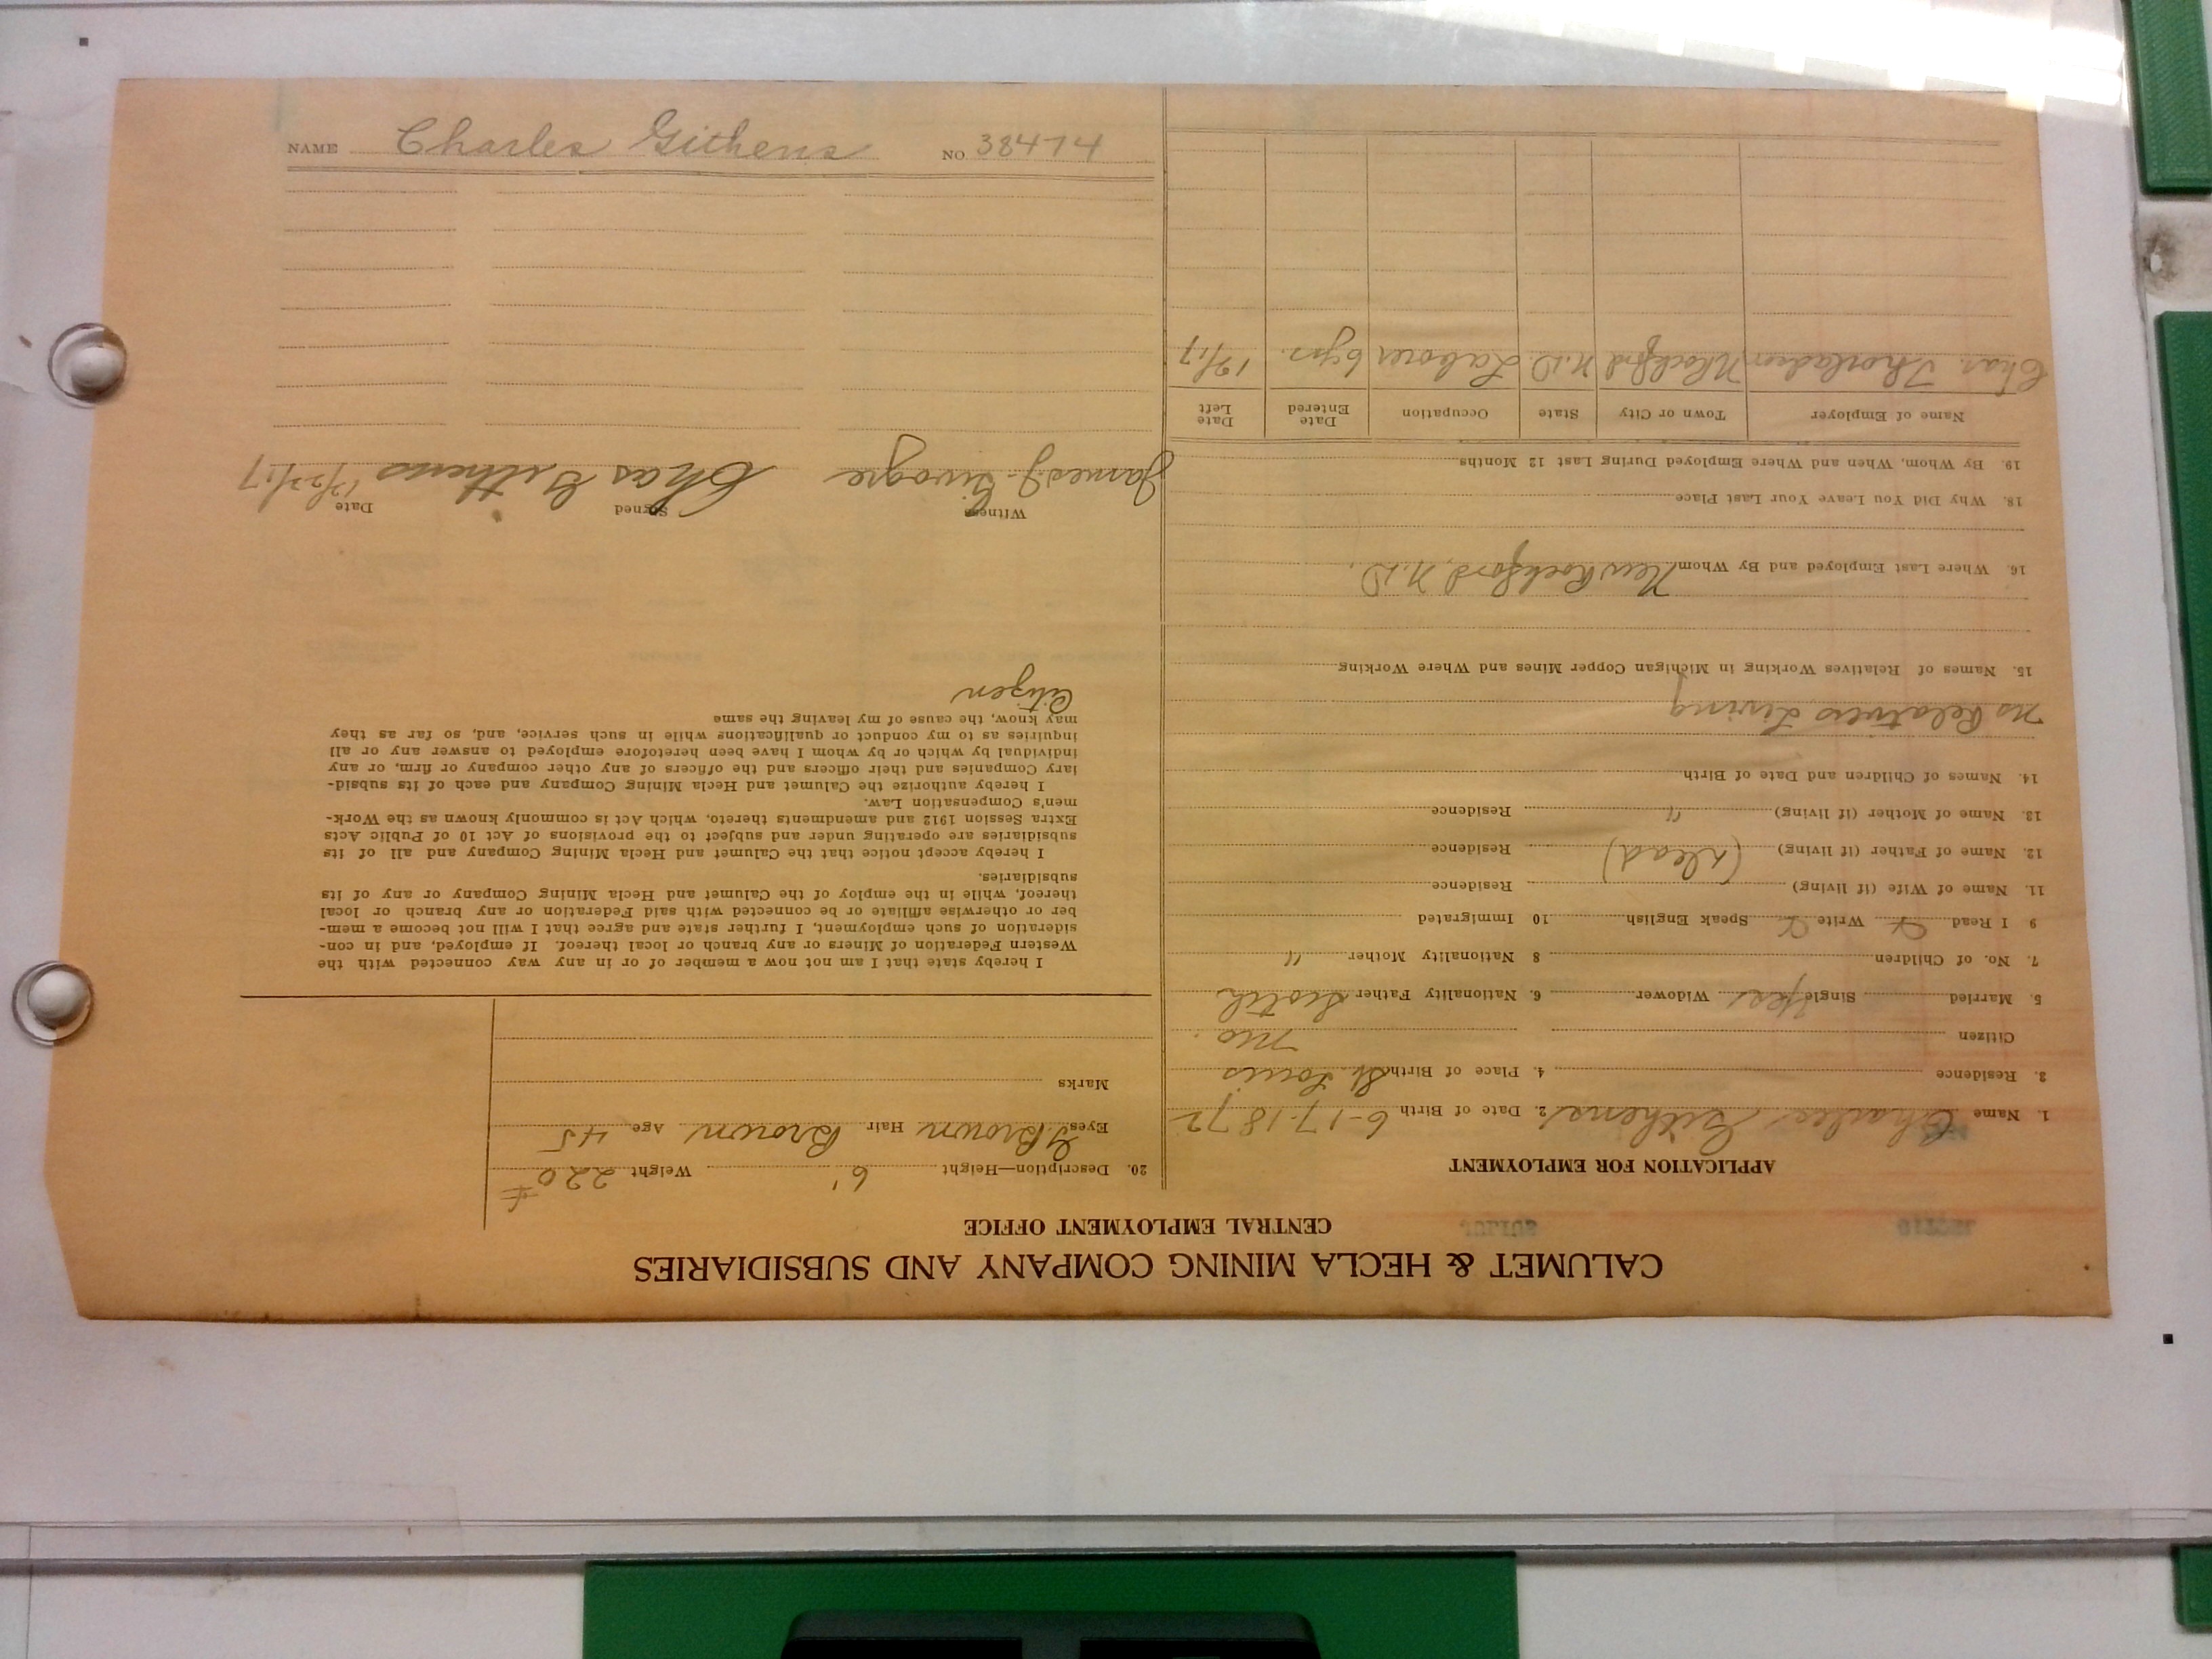 CALUMET & HECLA MINING COMPANY AND SUBSIDIARIES
CENTRAL EMPLOYMENT OFFICE
APPLICATION FOR EMPLOYMENT
1. Name Charles Githens 2. Date of Birth 6-17-1872
3. Residence 4. Place of Birth St. Louis
Citizen Mo.
5. Married Single Yes Widower 6. Nationality Father Scotch
7. No. of Children 8 Nationality Mother "
9 I Read Write Speak English 10 Immigrated
11. Name of Wife (if living) Residence
12. Name of Father (if living) (dead) Residence
13. Name of Mother (if living) " Residence
14. Names of Children and Date of Birth
No Relatives Living
15. Names of Relatives Working in Michigan Copper Mines and Where Working
16. Where Last Employed and By Whom New Rockford, N.D.
18. Why Did You Leave Your Last Place
19. By Whom, When and Where Employed During Last 12 Months
Name of Employer Town or City State Occupation Date Entered Date Left
Chas. N Rockford N.D. Laborer 6 yrs. 12/17
20. Description—Height 6' Weight 220 #
Eyes Brown Hair Brown Age 45
Marks
I hereby state that I am not now a member of or in any way connected with the
Western Federation of Miners or any branch or local thereof. If employed, and in con-
sideration of such employment, I further state and agree that I will not become a mem-
ber or otherwise affiliate or be connected with said Federation or any branch or local
thereof, while in the employ of the Calumet and Hecla Mining Company or any of its
subsidiaries.
I hereby accept notice that the Calumet and Hecla Mining Company and all of its
subsidiaries are operating under and subject to the provisions of Act 10 of Public Acts
Extra Session 1912 and amendments thereto, which Act is commonly known as the Work-
men's Compensation Law.
I hereby authorize the Calumet and Hecla Mining Company and each of its subsid-
iary Companies and their officers and the officers of any other company or firm, or any
individual by which or by whom I have been heretofore employed to answer any or all
inquiries as to my conduct or qualifications while in such service, and, so far as they
may know, the cause of my leaving the same
Citizen
Witness Signed Date
James J. Chas Githens 12/27/17
NAME Charles Githens NO 38474